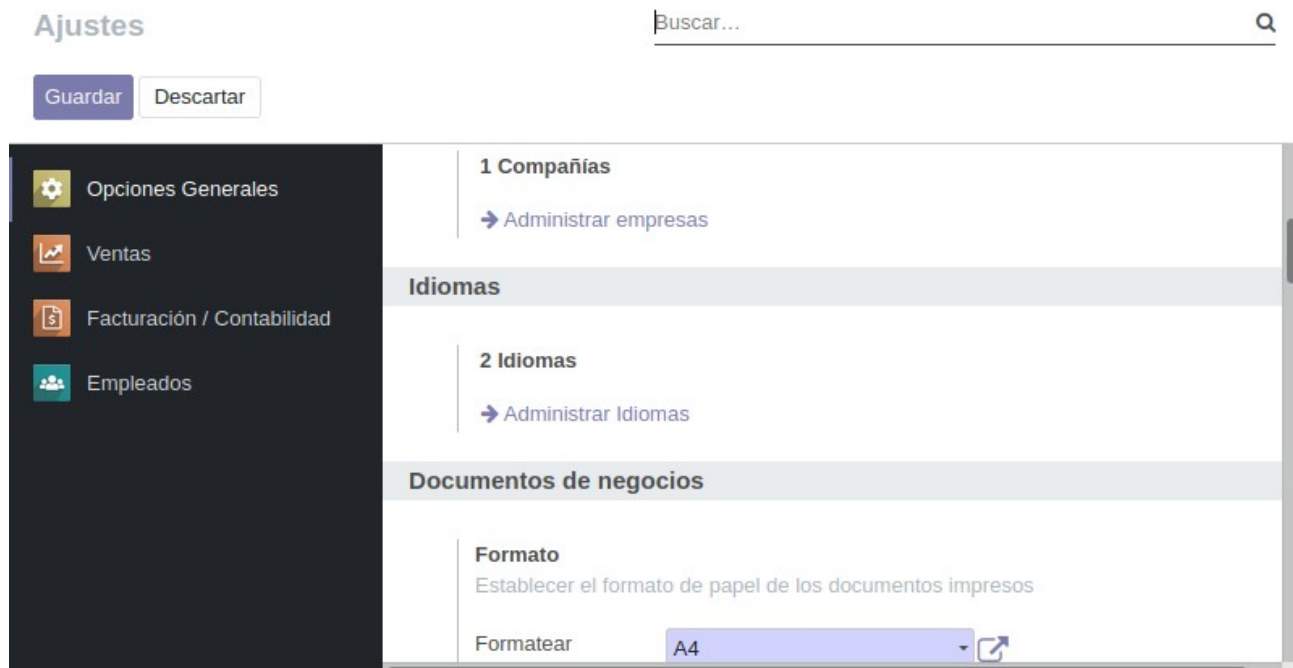 Ajustes
Buscar...
Guardar
Descartar
Opciones Generales
Ventas
Facturación / Contabilidad
Empleados
1 Compañías
Administrar empresas
Idiomas
2 Idiomas
Administrar Idiomas
Documentos de negocios
Formato
Establecer el formato de papel de los documentos impresos
Formatear
A4